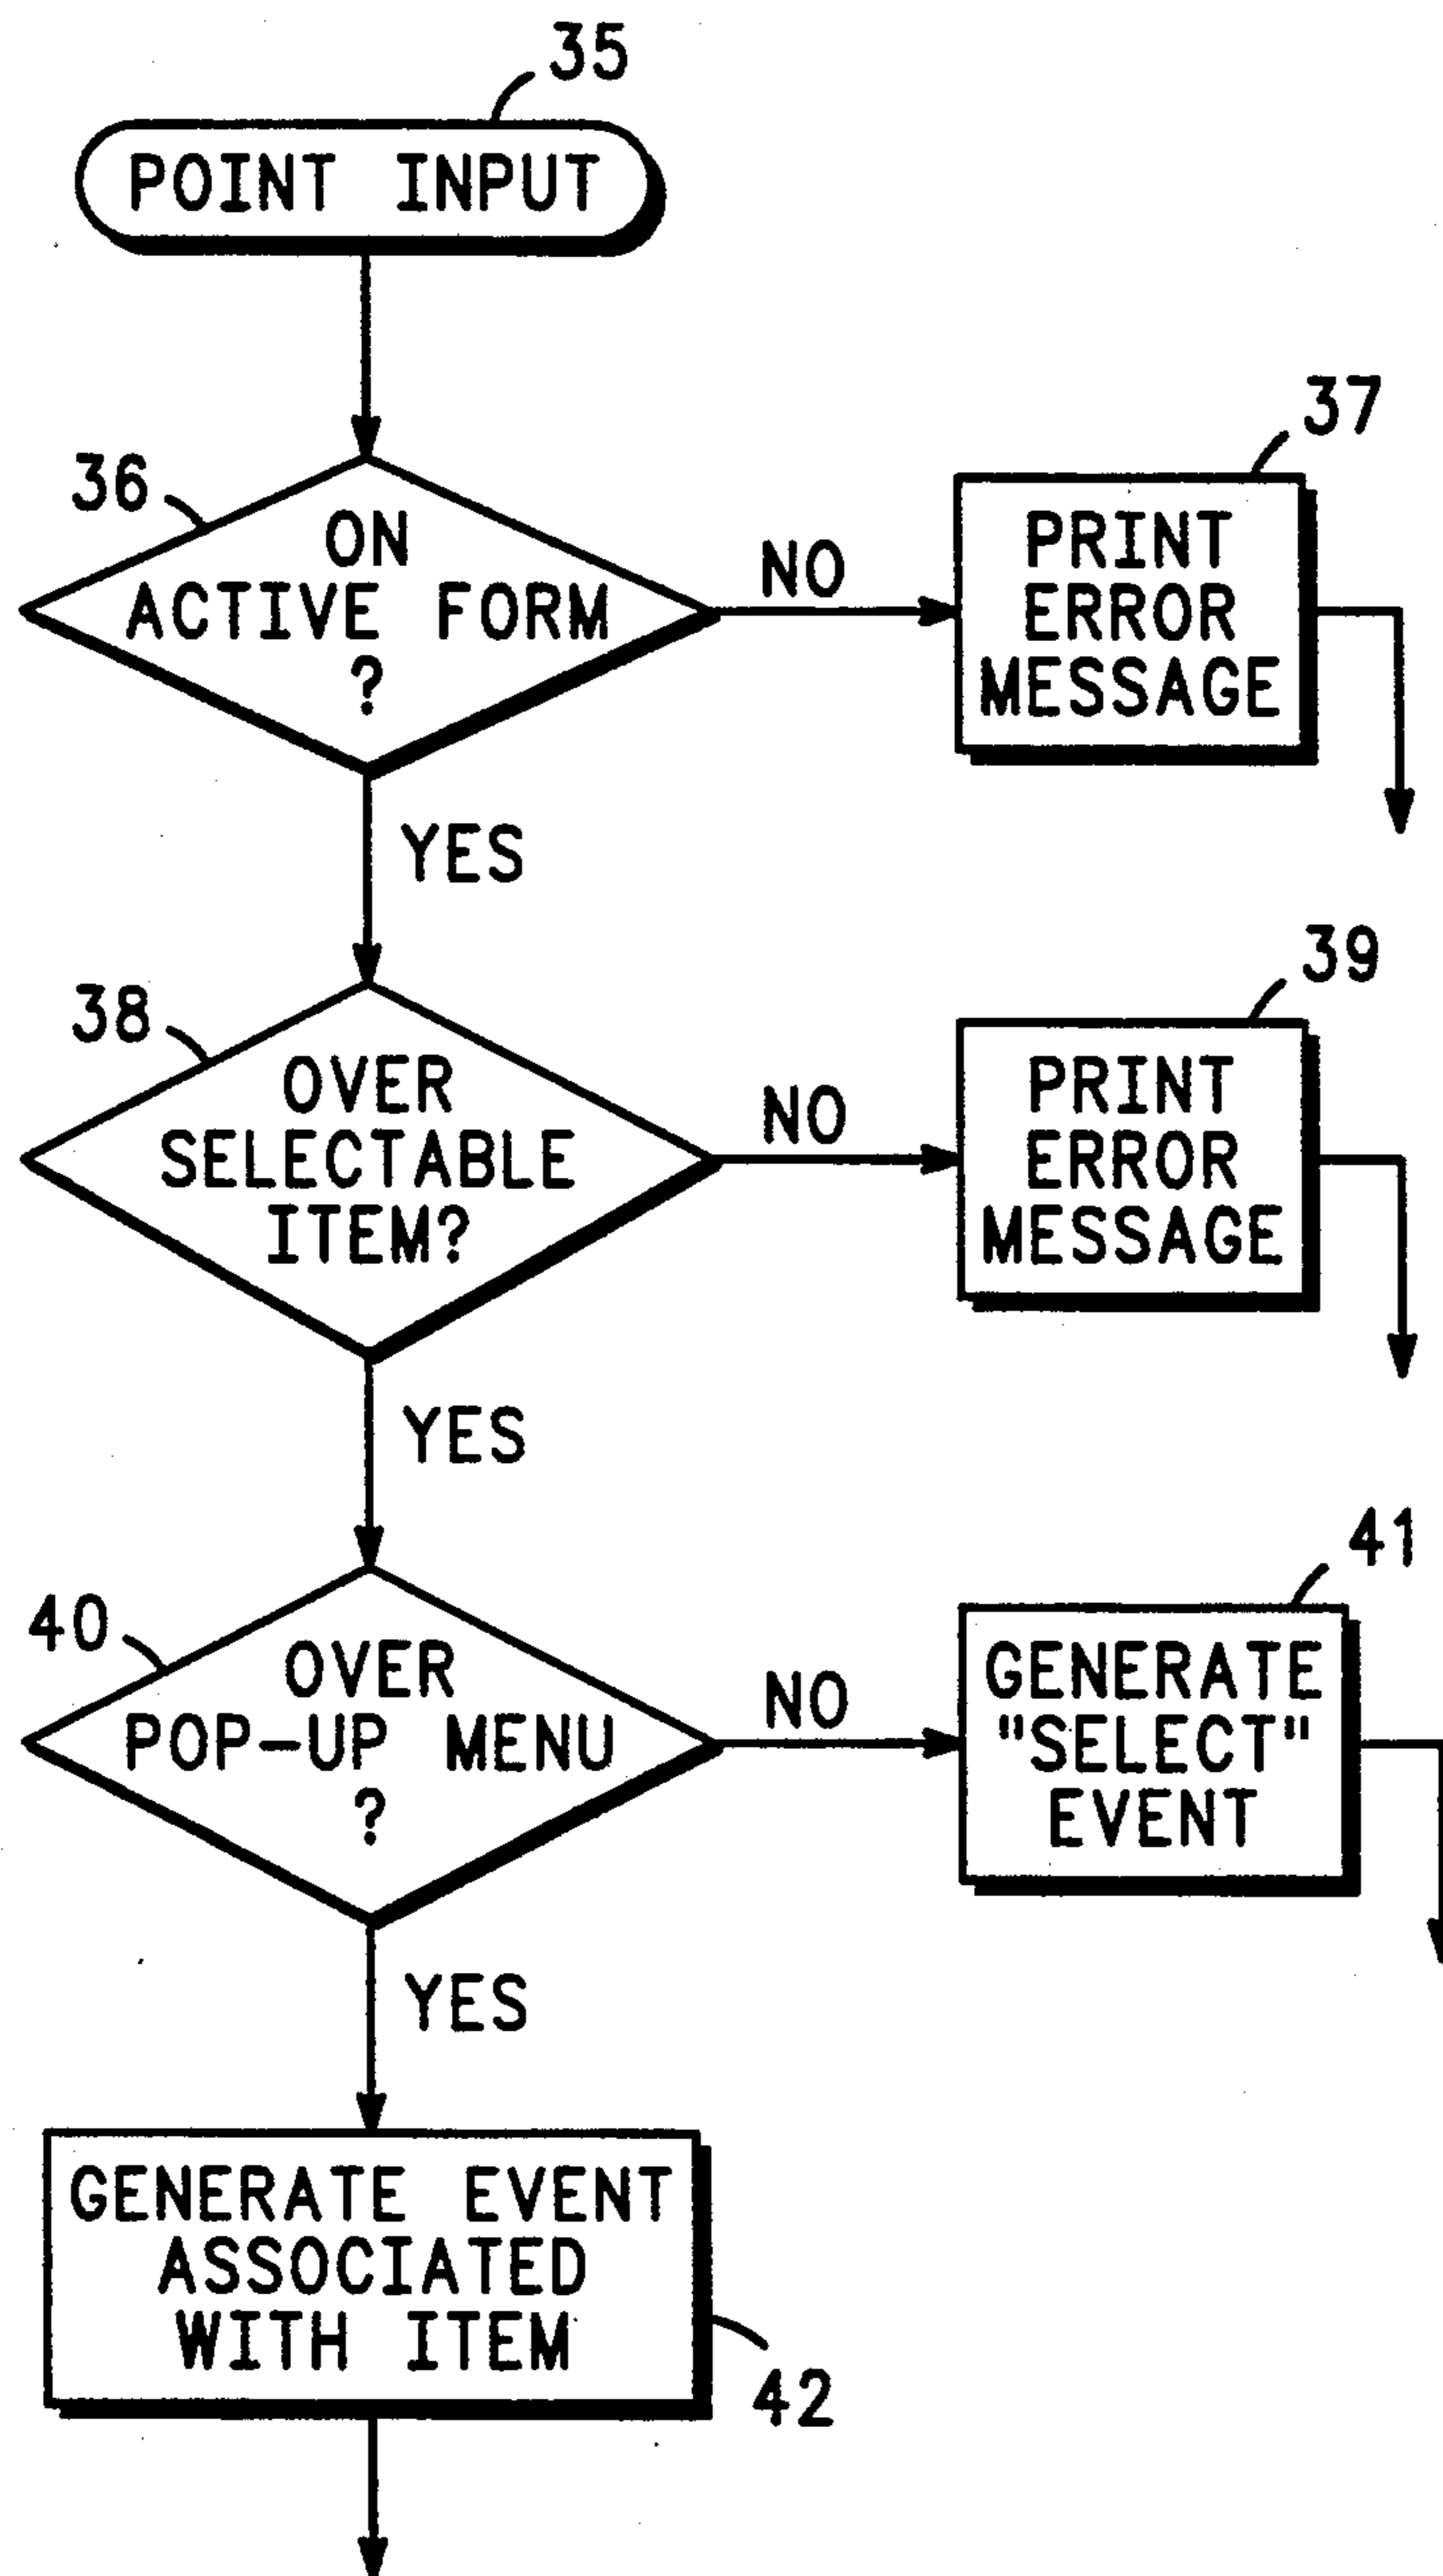 35
POINT INPUT
36
ON
ACTIVE FORM
?
NO
37
PRINT
ERROR
MESSAGE
YES
38
OVER
SELECTABLE
ITEM?
NO
39
PRINT
ERROR
MESSAGE
YES
40
OVER
POP-UP MENU
?
NO
41
GENERATE
"SELECT"
EVENT
YES
GENERATE EVENT
ASSOCIATED
WITH ITEM
42